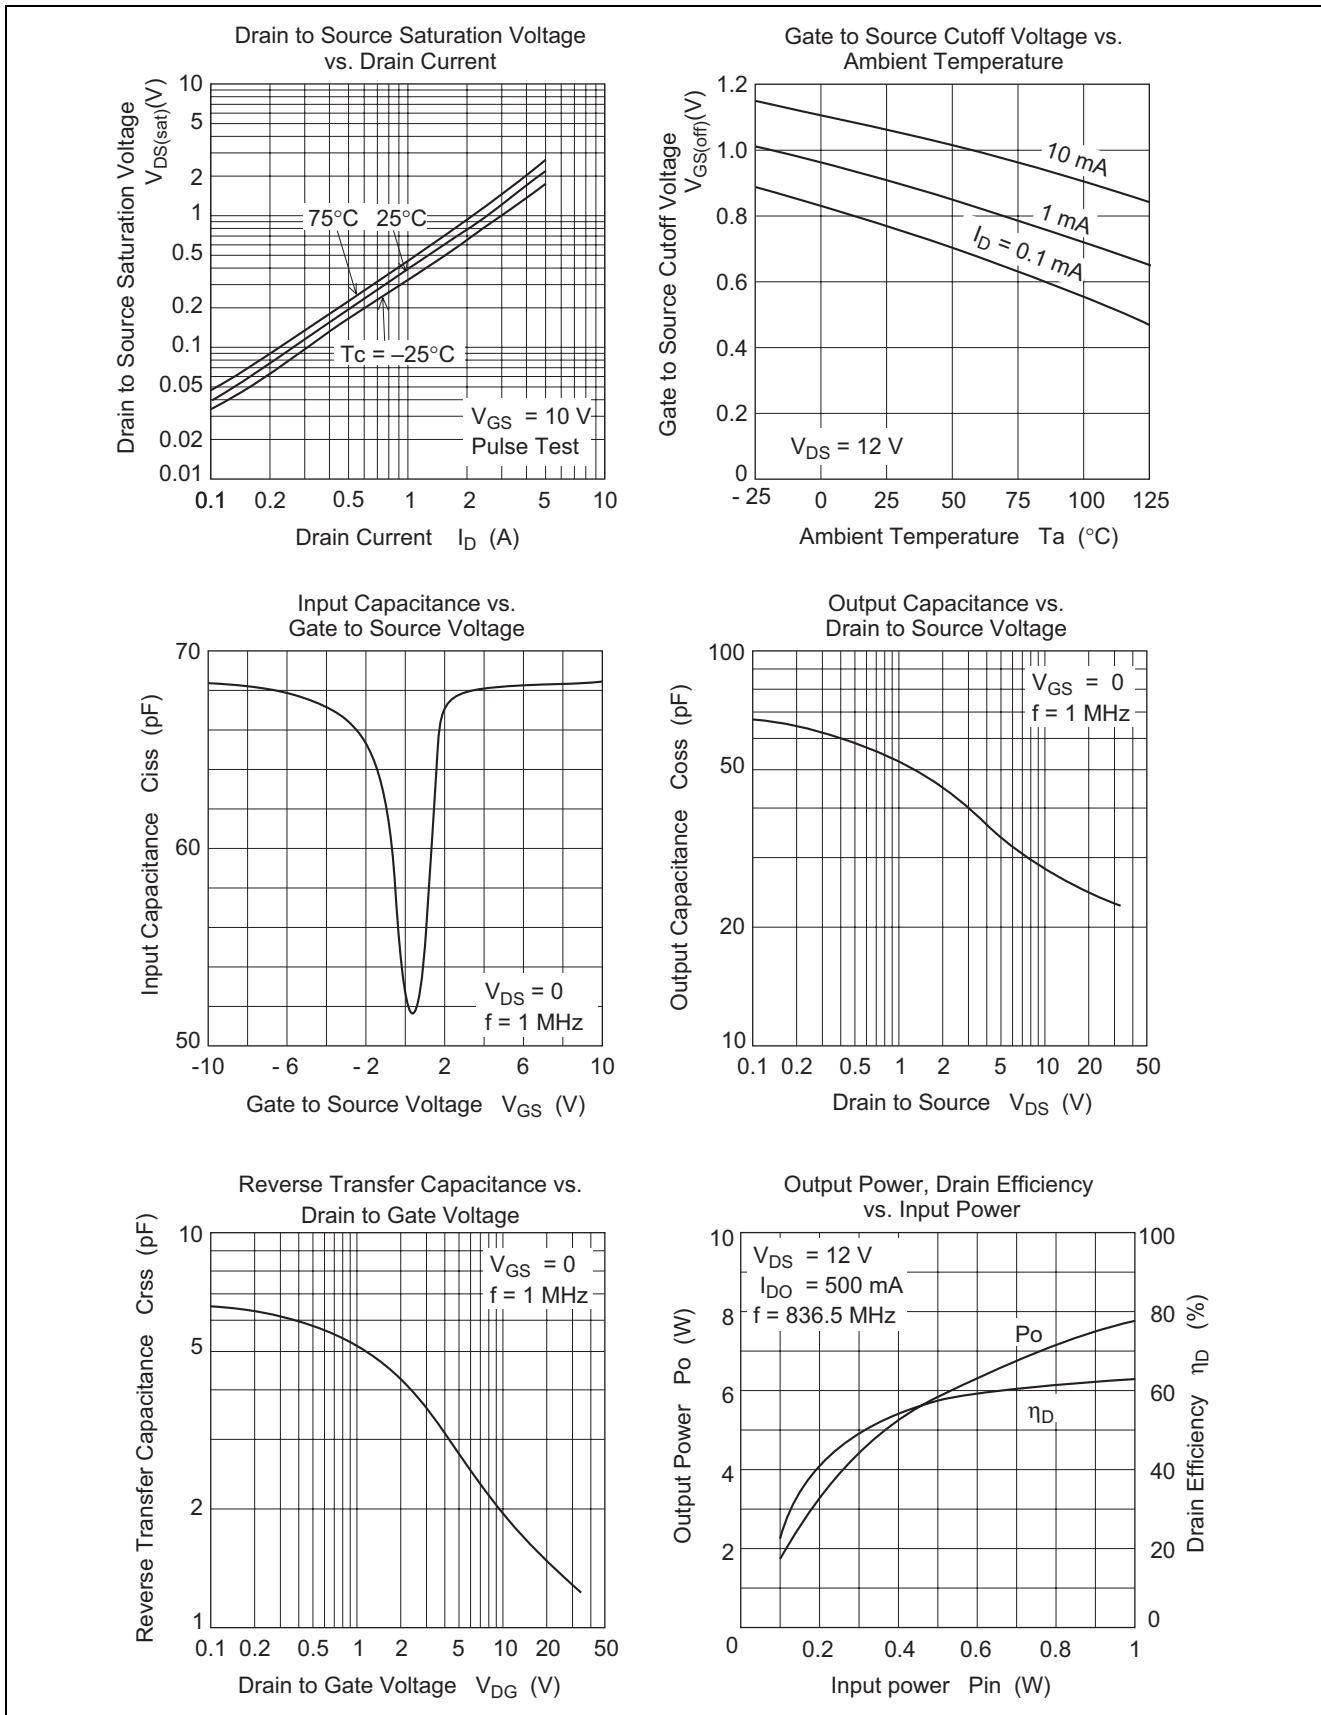 Drain to Source Saturation Voltage
vs. Drain Current
Drain to Source Saturation Voltage
VDS(sat) (V)
10
5
2
1
0.5
0.2
0.1
0.05
0.02
0.01
75°C 25°C
Tc = –25°C
VGS = 10 V
Pulse Test
0.1 0.2 0.5 1 2 5 10
Drain Current ID (A)
Gate to Source Cutoff Voltage vs.
Ambient Temperature
Gate to Source Cutoff Voltage
VGS(off) (V)
1.2
1.0
0.8
0.6
0.4
0.2
0
10 mA
1 mA
ID = 0.1 mA
VDS = 12 V
- 25 0 25 50 75 100 125
Ambient Temperature Ta (°C)
Input Capacitance vs.
Gate to Source Voltage
Input Capacitance Ciss (pF)
70
60
50
VDS = 0
f = 1 MHz
-10 - 6 - 2 2 6 10
Gate to Source Voltage VGS (V)
Output Capacitance vs.
Drain to Source Voltage
Output Capacitance Coss (pF)
100
50
20
10
VGS = 0
f = 1 MHz
0.1 0.2 0.5 1 2 5 10 20 50
Drain to Source VDS (V)
Reverse Transfer Capacitance vs.
Drain to Gate Voltage
Reverse Transfer Capacitance Crss (pF)
10
5
2
1
VGS = 0
f = 1 MHz
0.1 0.2 0.5 1 2 5 10 20 50
Drain to Gate Voltage VDG (V)
Output Power, Drain Efficiency
vs. Input Power
Output Power Po (W)
10
8
6
4
2
0
VDS = 12 V
IDO = 500 mA
f = 836.5 MHz
Po
ηD
100
80
60
40
20
0
Drain Efficiency ηD (%)
0.2 0.4 0.6 0.8 1
Input power Pin (W)